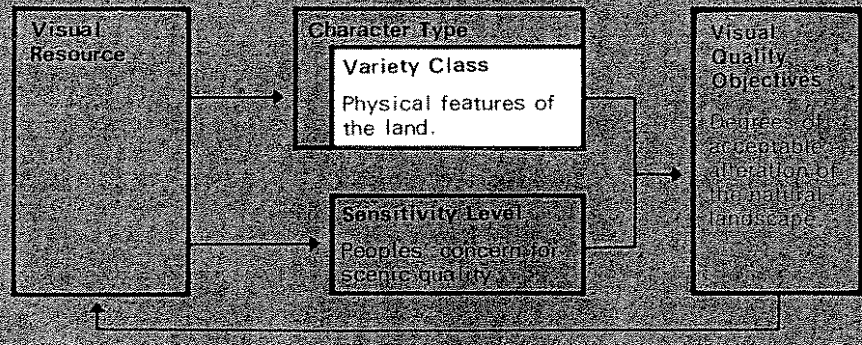 Visual
Resource
Character Type
Variety Class
Physical features of
the land.
Sensitivity Level
Peoples' concern for
scenic quality.
Visual
Quality
Objectives
Degrees of
acceptable
alteration of
the natural
landscape.